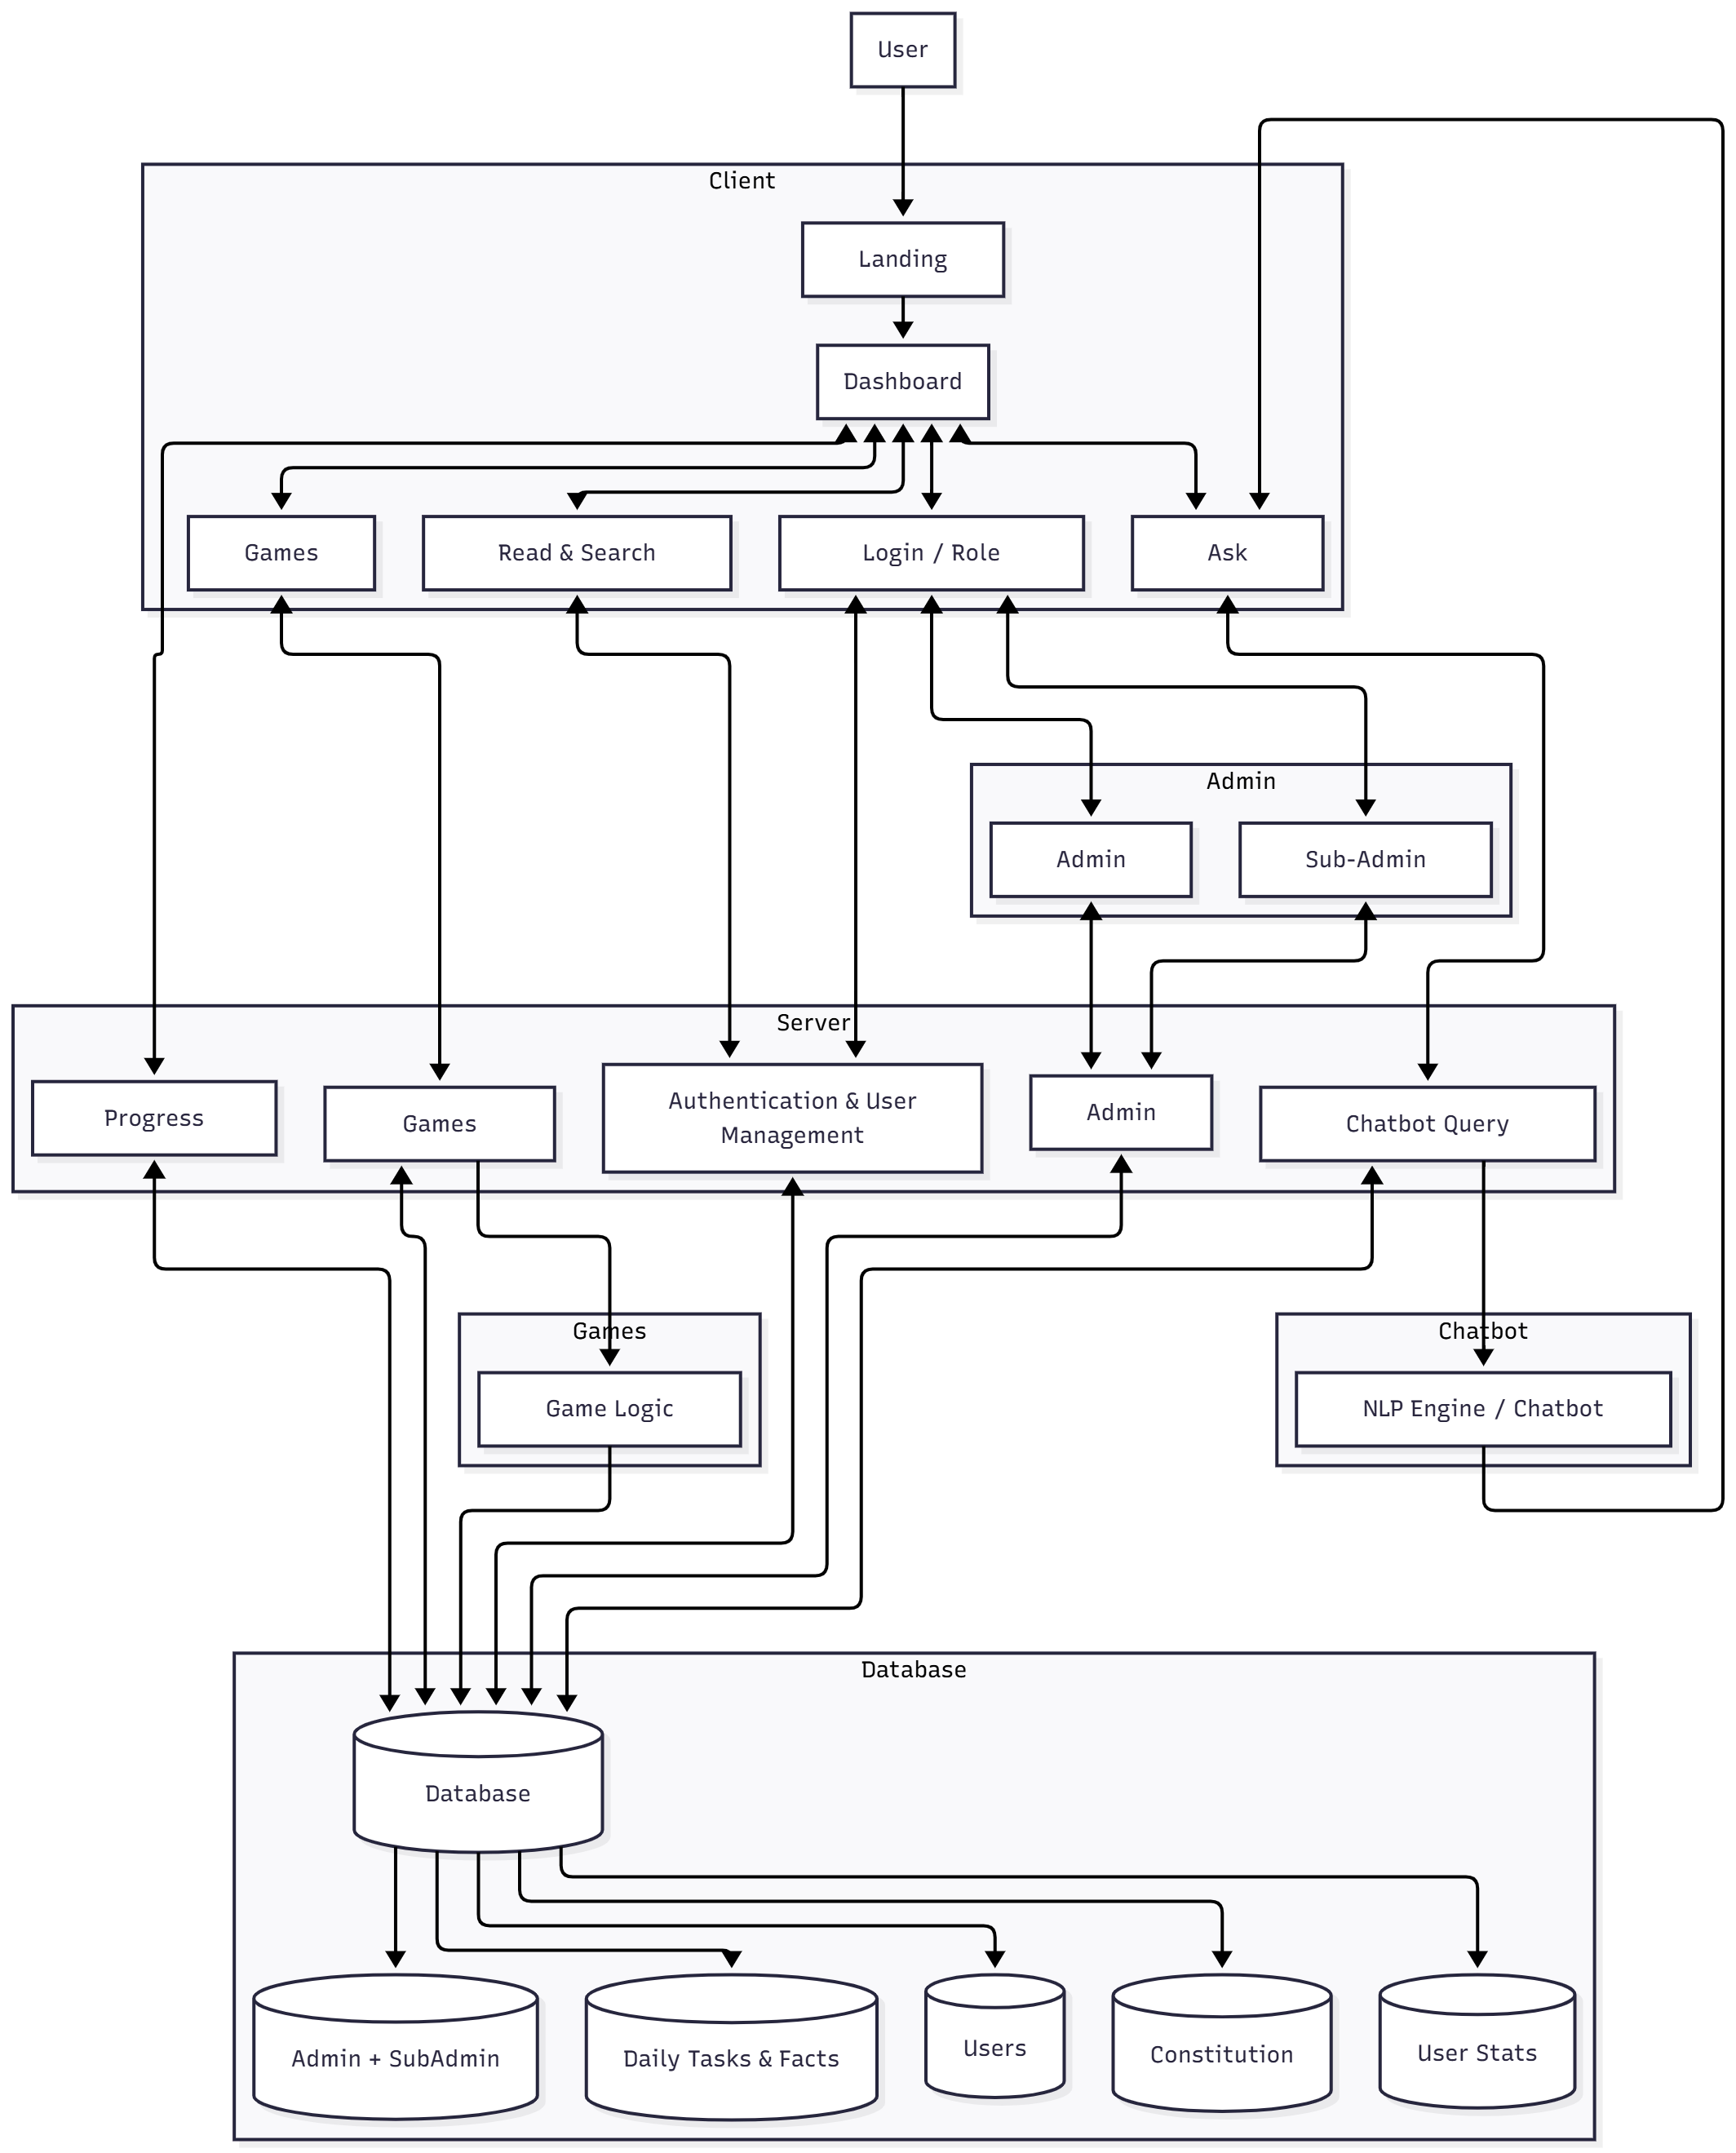 User
Client
Landing
Dashboard
Games
Read & Search
Login / Role
Ask
Admin
Admin
Sub-Admin
Server
Progress
Games
Authentication & User
Management
Admin
Chatbot Query
Games
Chatbot
Game Logic
NLP Engine / Chatbot
Database
Database
Admin + SubAdmin
Daily Tasks & Facts
Users
Constitution
User Stats